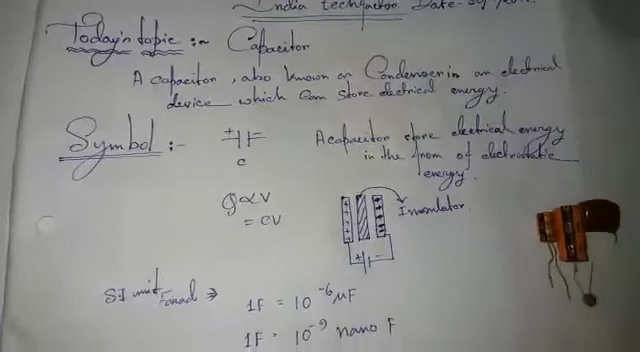 India techfaction Date-
Today's topic :~ Capacitor
A capacitor, also known as Condenser is an electrical
device which can store electrical energy.
Symbol :-
+ -
C
A capacitor store electrical energy
in the from of electrostatic
energy.
Q∝V
= CV
Insulator
+ -
SI unit Farad ⇒ 1F = 10⁻⁶ μF
1F = 10⁻⁹ nano F